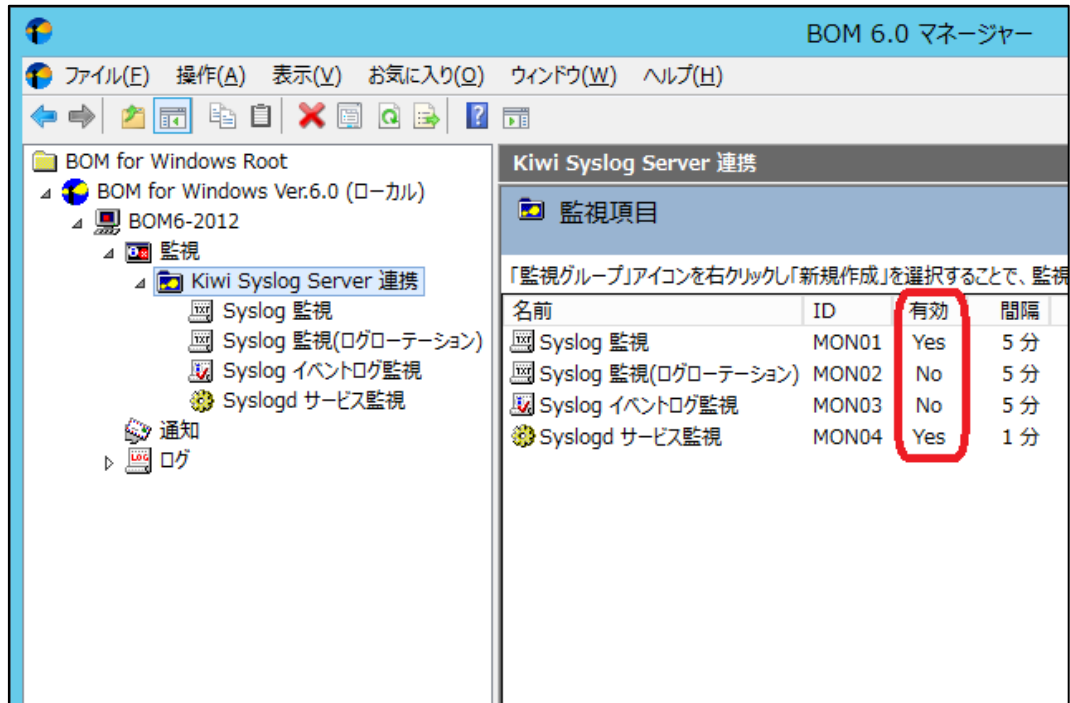 BOM 6.0 マネージャー
ファイル(F) 操作(A) 表示(V) お気に入り(O) ウィンドウ(W) ヘルプ(H)
BOM for Windows Root
BOM for Windows Ver.6.0 (ローカル)
BOM6-2012
監視
Kiwi Syslog Server 連携
Syslog 監視
Syslog 監視(ログローテーション)
Syslog イベントログ監視
Syslogd サービス監視
通知
ログ
Kiwi Syslog Server 連携
監視項目
「監視グループ」アイコンを右クリックし「新規作成」を選択することで、監視
名前 ID 有効 間隔
Syslog 監視 MON01 Yes 5 分
Syslog 監視(ログローテーション) MON02 No 5 分
Syslog イベントログ監視 MON03 No 5 分
Syslogd サービス監視 MON04 Yes 1 分